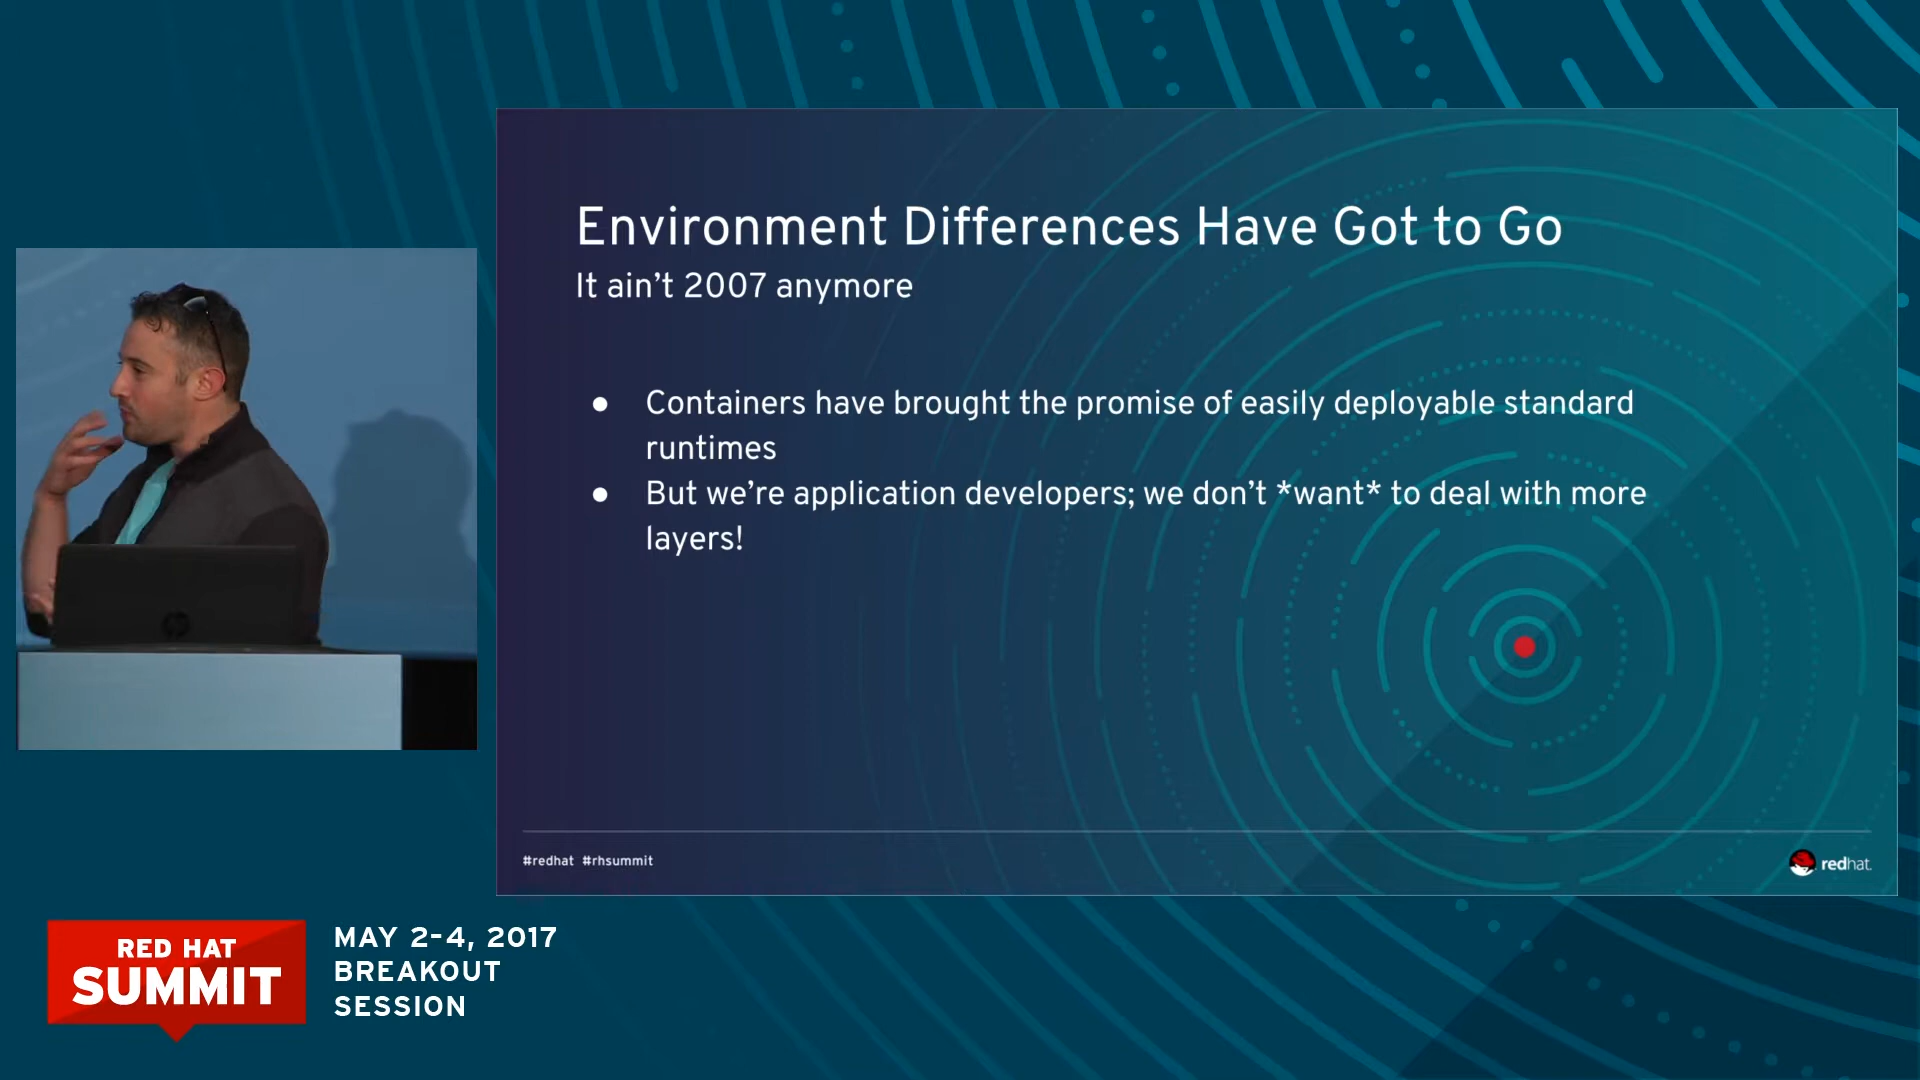 Environment Differences Have Got to Go
It ain't 2007 anymore
● Containers have brought the promise of easily deployable standard
runtimes
● But we're application developers; we don't *want* to deal with more
layers!
#redhat #rhsummit
redhat.
RED HAT
SUMMIT
MAY 2-4, 2017
BREAKOUT
SESSION